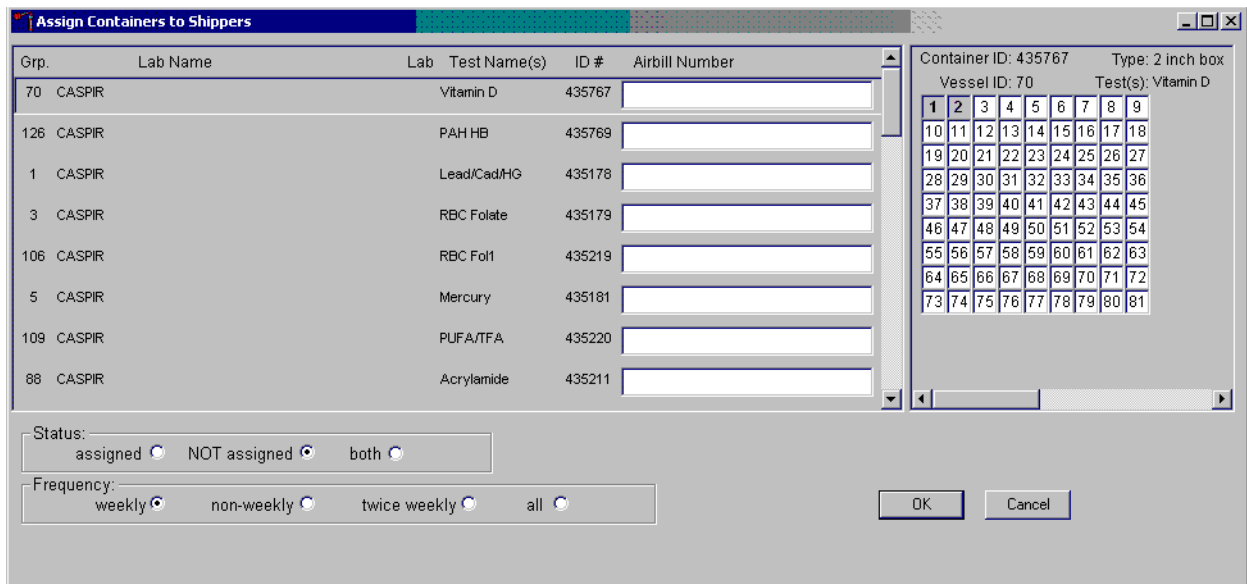 Assign Containers to Shippers
Grp. Lab Name Lab Test Name(s) ID # Airbill Number
70 CASPIR Vitamin D 435767
126 CASPIR PAH HB 435769
1 CASPIR Lead/Cad/HG 435178
3 CASPIR RBC Folate 435179
106 CASPIR RBC Fol1 435219
5 CASPIR Mercury 435181
109 CASPIR PUFA/TFA 435220
88 CASPIR Acrylamide 435211
Container ID: 435767 Type: 2 inch box
Vessel ID: 70 Test(s): Vitamin D
1 2 3 4 5 6 7 8 9
10 11 12 13 14 15 16 17 18
19 20 21 22 23 24 25 26 27
28 29 30 31 32 33 34 35 36
37 38 39 40 41 42 43 44 45
46 47 48 49 50 51 52 53 54
55 56 57 58 59 60 61 62 63
64 65 66 67 68 69 70 71 72
73 74 75 76 77 78 79 80 81
Status:
assigned NOT assigned both
Frequency:
weekly non-weekly twice weekly all
OK Cancel